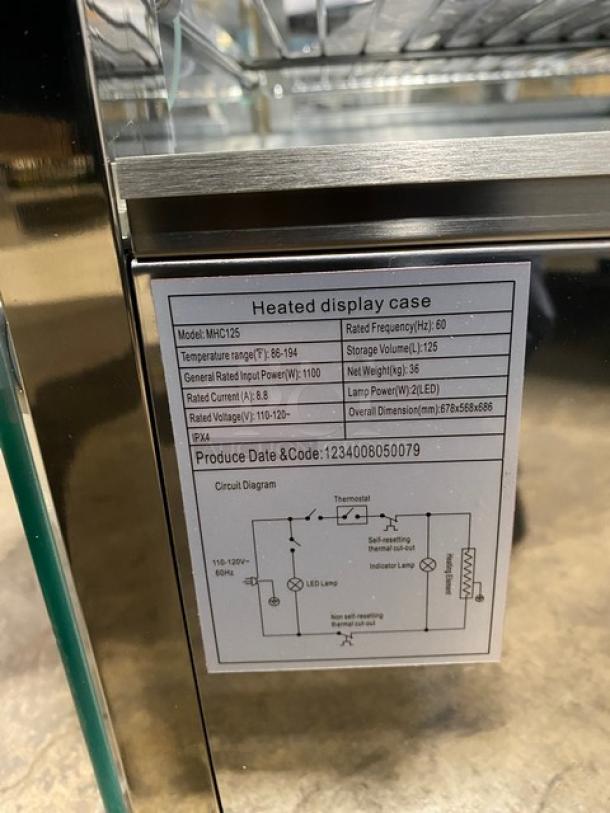 Heated display case
Model: MHC125
Rated Frequency(Hz): 60
Temperature range(℉): 86-194
Storage Volume(L): 125
General Rated Input Power(W): 1100
Net Weight(kg): 36
Rated Current (A): 8.8
Lamp Power(W):2(LED)
Rated Voltage(V): 110-120~
Overall Dimension(mm):678x568x686
IPX4
Produce Date &Code:1234008050079
Circuit Diagram
Thermostat
Self-resetting
thermal cut-out
110-120V~
60Hz
Indicator Lamp
Heating Element
LED Lamp
Non self-resetting
thermal cut-out